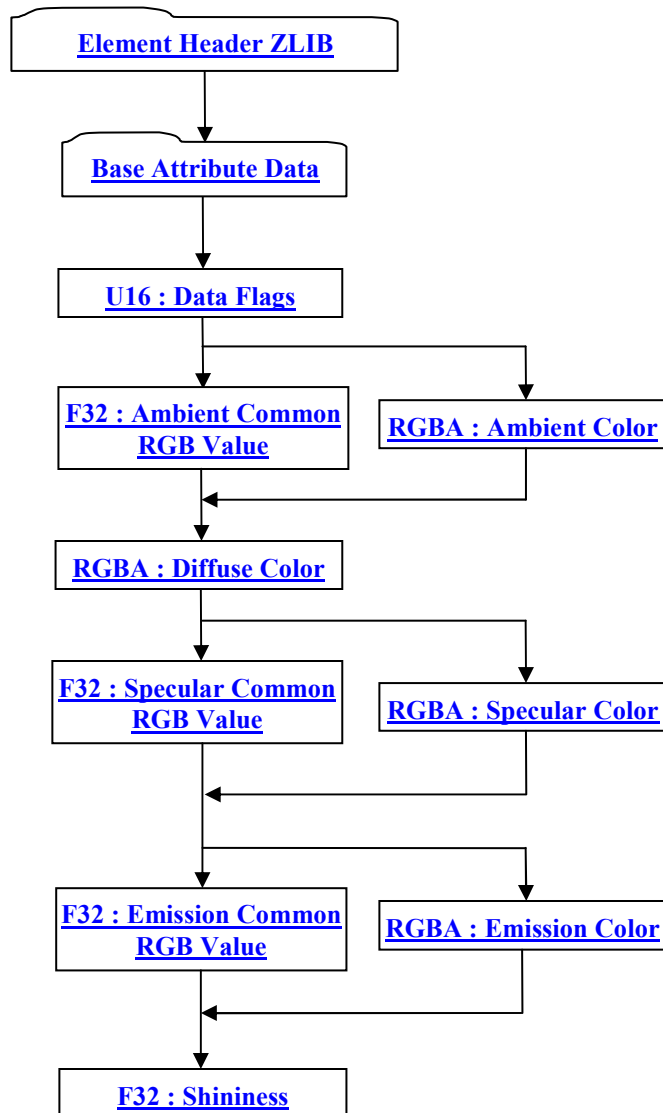 Element Header ZLIB
Base Attribute Data
U16 : Data Flags
F32 : Ambient Common
RGB Value
RGBA : Ambient Color
RGBA : Diffuse Color
F32 : Specular Common
RGB Value
RGBA : Specular Color
F32 : Emission Common
RGB Value
RGBA : Emission Color
F32 : Shininess